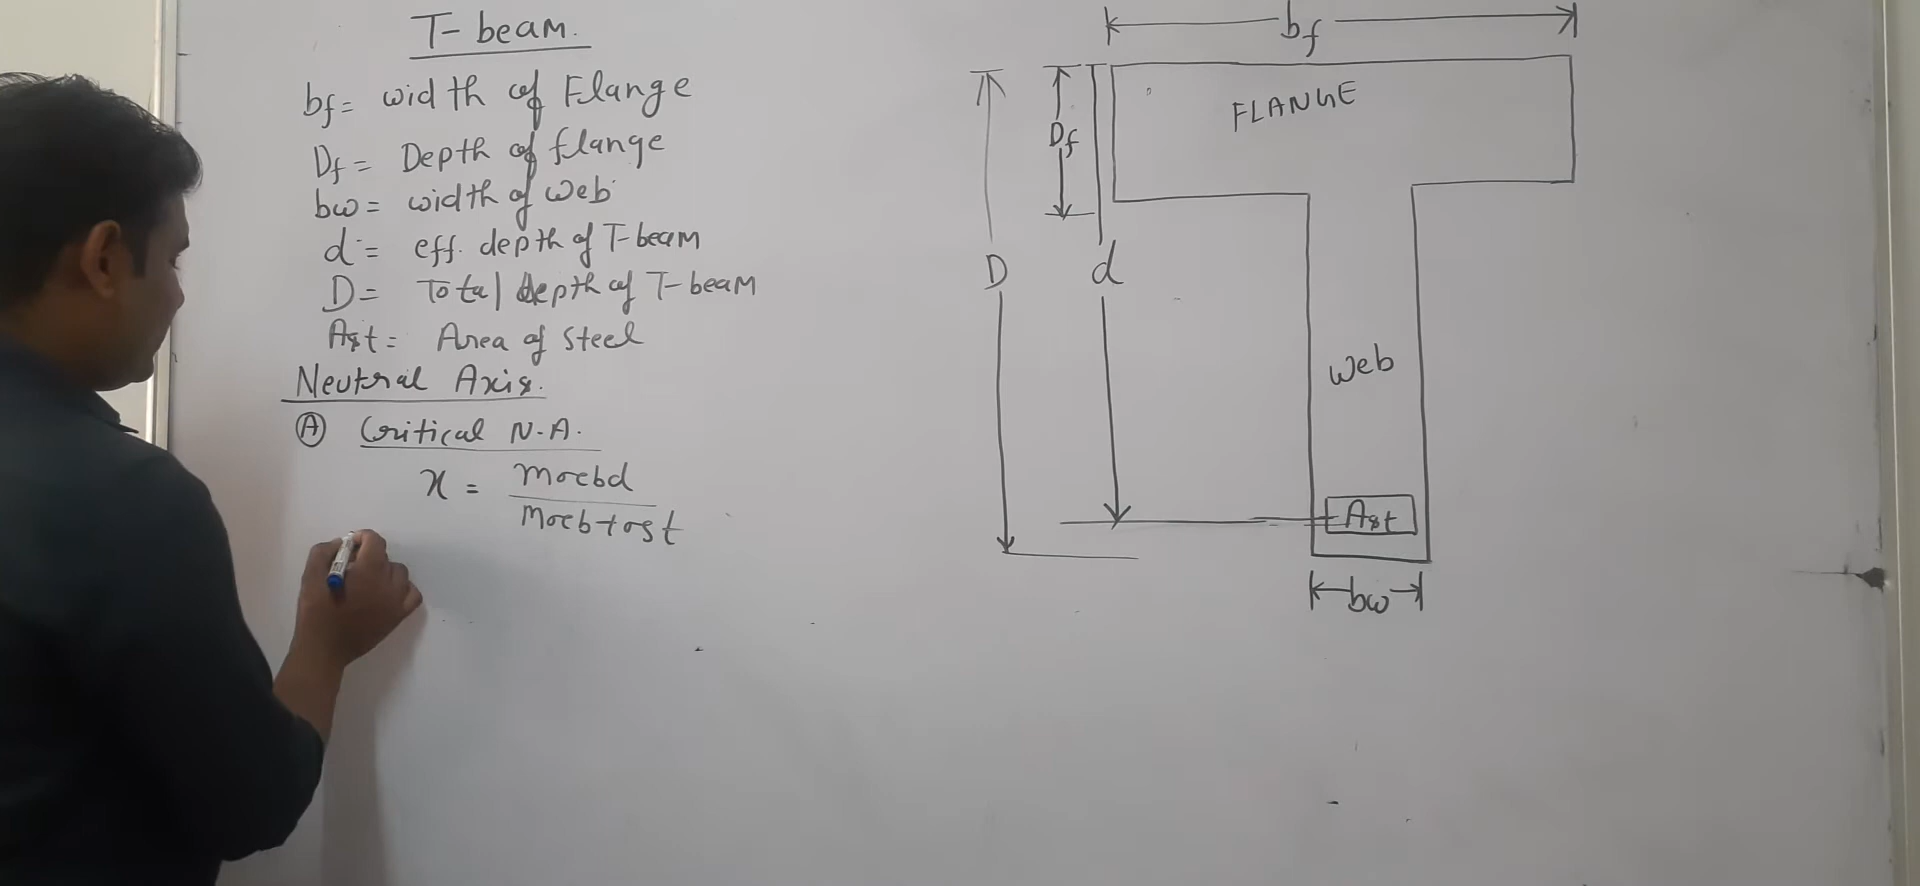 T-beam.
bf = width of Flange
Df = Depth of flange
bw = width of web
d = eff. depth of T-beam
D = Total depth of T-beam
Ast = Area of steel
Neutral Axis.
(A) Critical N.A.
x = mσcbd
mσcb+σst
bf
FLANGE
Df
D
d
Web
Ast
bw